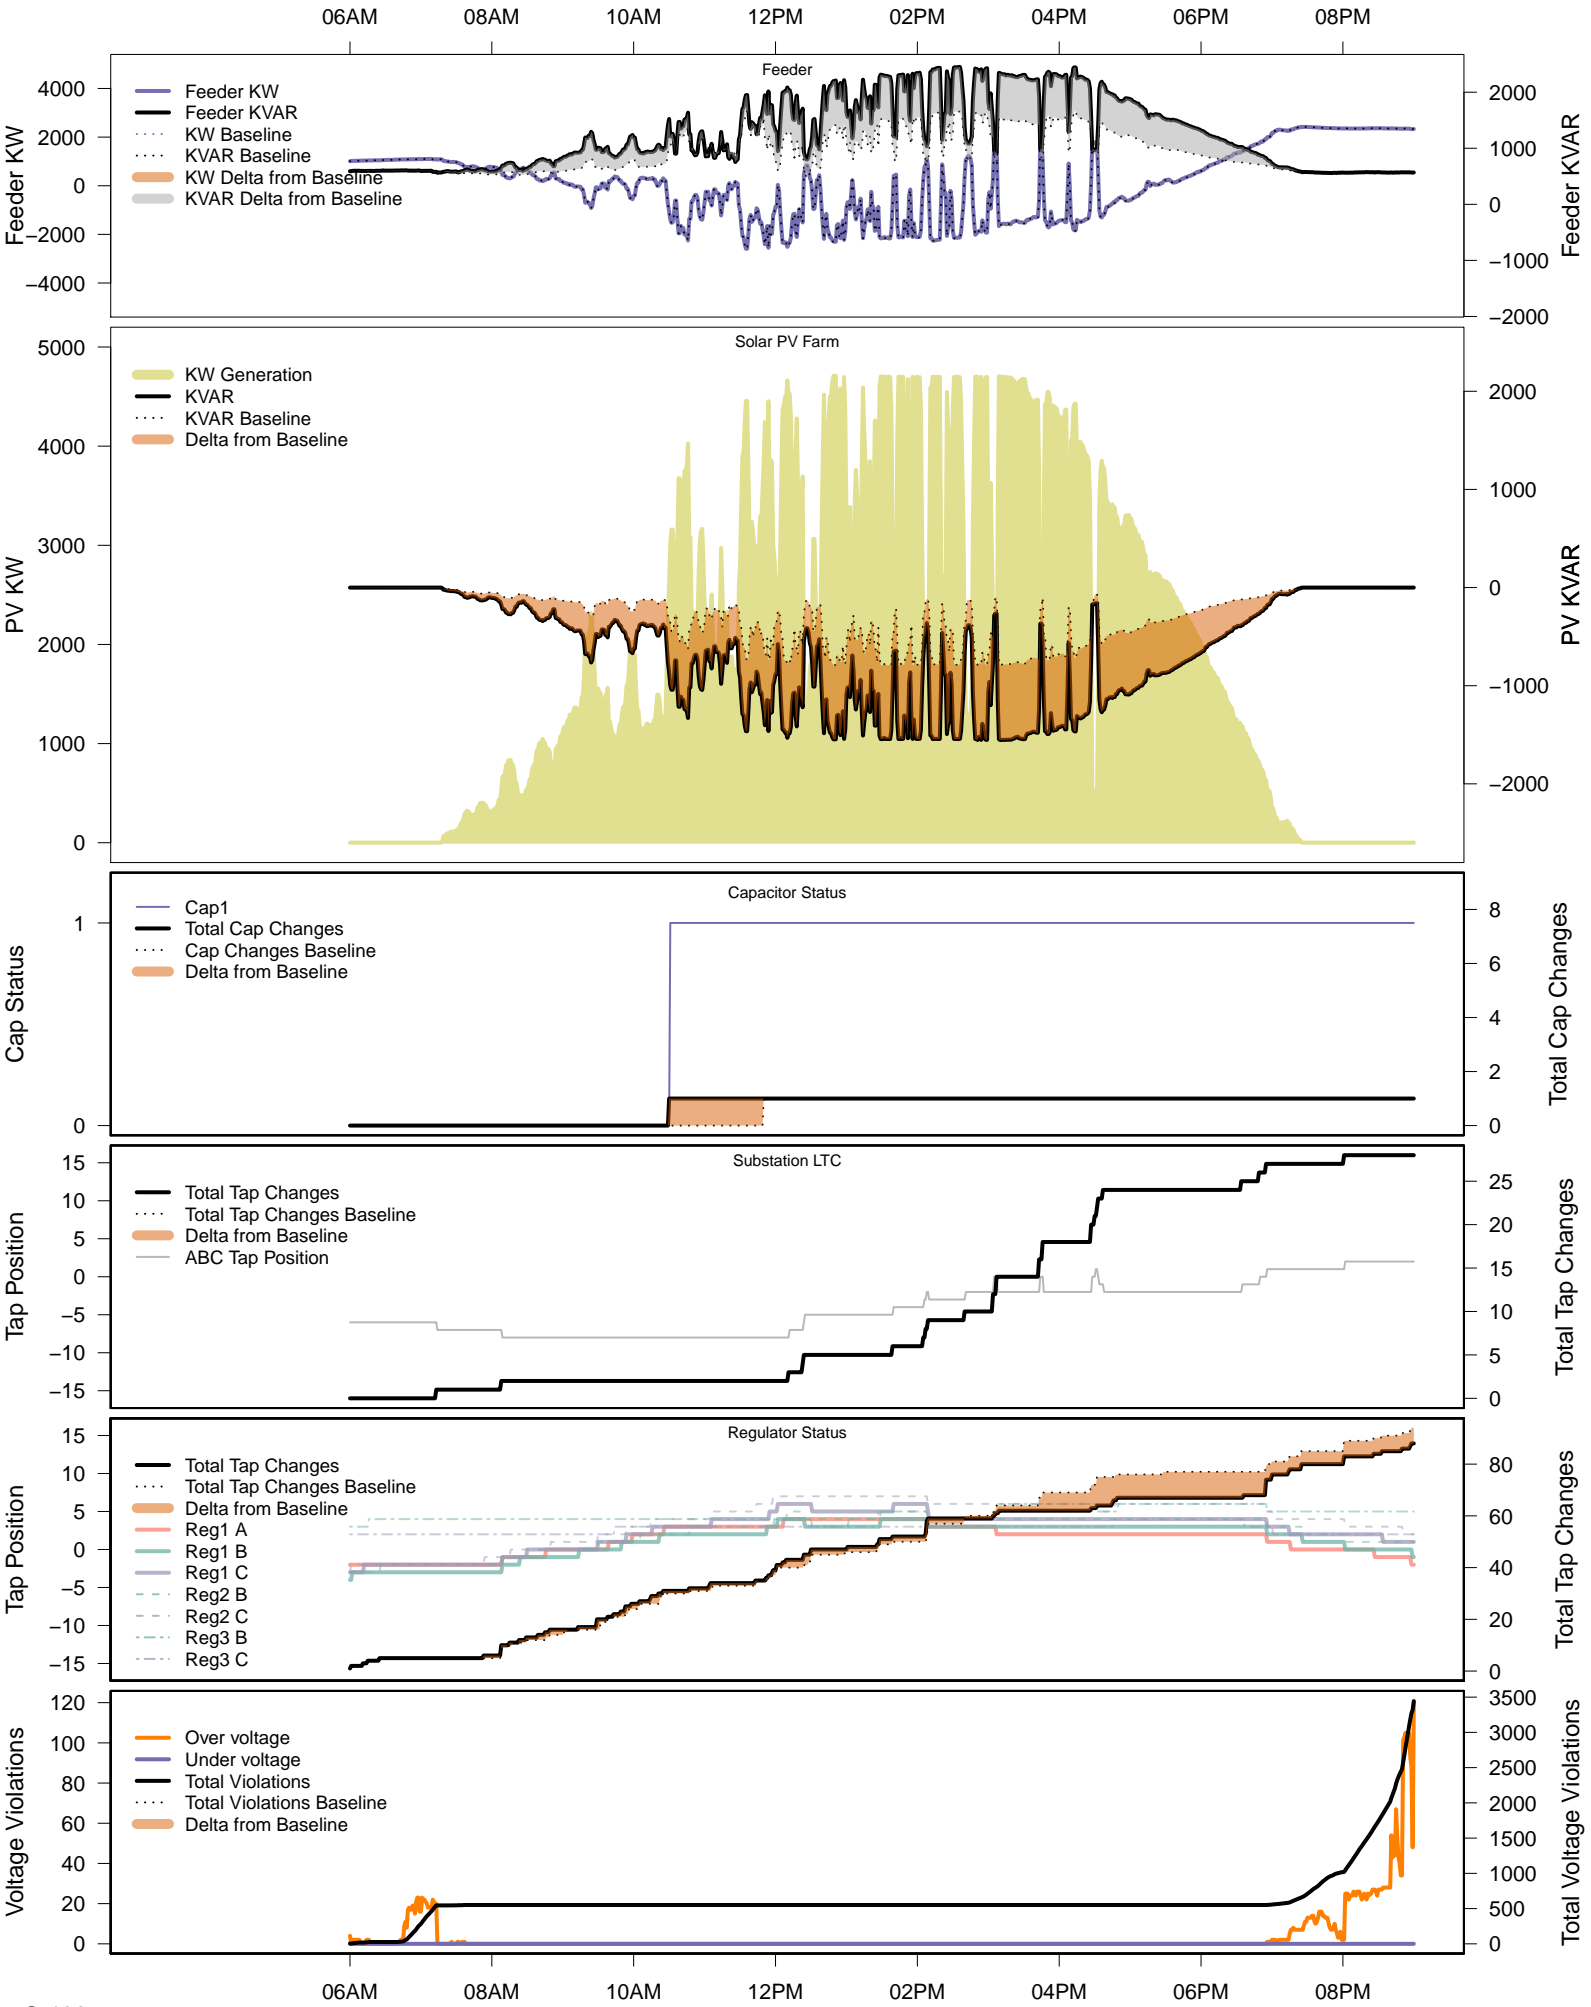 06AM 08AM 10AM 12PM 02PM 04PM 06PM 08PM
Feeder
Feeder KW
Feeder KVAR
KW Baseline
KVAR Baseline
KW Delta from Baseline
KVAR Delta from Baseline
4000
2000
0
−2000
−4000
Feeder KW
2000
1000
0
−1000
−2000
Feeder KVAR
Solar PV Farm
KW Generation
KVAR
KVAR Baseline
Delta from Baseline
5000
4000
3000
2000
1000
0
PV KW
2000
1000
0
−1000
−2000
PV KVAR
Capacitor Status
Cap1
Total Cap Changes
Cap Changes Baseline
Delta from Baseline
1
0
Cap Status
8
6
4
2
0
Total Cap Changes
Substation LTC
Total Tap Changes
Total Tap Changes Baseline
Delta from Baseline
ABC Tap Position
15
10
5
0
−5
−10
−15
Tap Position
25
20
15
10
5
0
Total Tap Changes
Regulator Status
Total Tap Changes
Total Tap Changes Baseline
Delta from Baseline
Reg1 A
Reg1 B
Reg1 C
Reg2 B
Reg2 C
Reg3 B
Reg3 C
15
10
5
0
−5
−10
−15
Tap Position
80
60
40
20
0
Total Tap Changes
Over voltage
Under voltage
Total Violations
Total Violations Baseline
Delta from Baseline
120
100
80
60
40
20
0
Voltage Violations
3500
3000
2500
2000
1500
1000
500
0
Total Voltage Violations
06AM 08AM 10AM 12PM 02PM 04PM 06PM 08PM